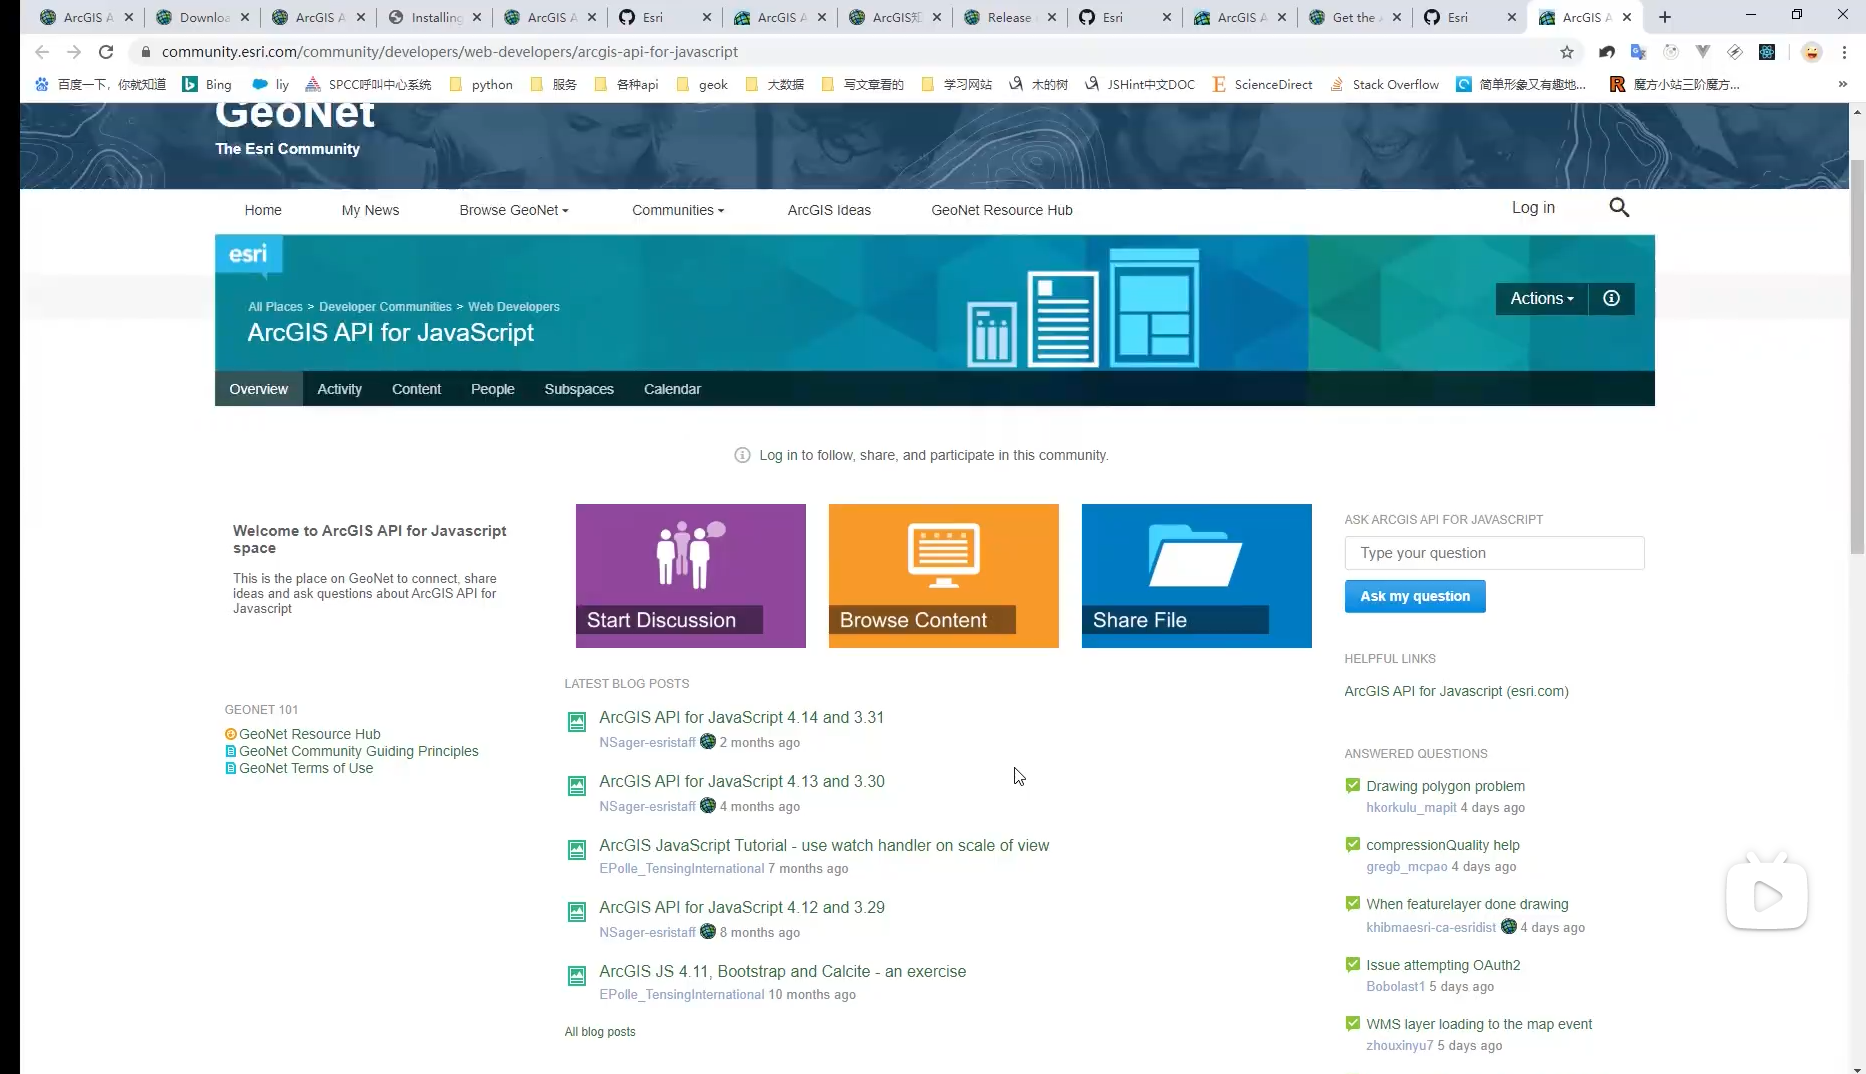 ArcGIS A
Downloa
ArcGIS A
Installing
ArcGIS A
Esri
ArcGIS A
ArcGIS知
Release
Esri
ArcGIS A
Get the
Esri
ArcGIS A
community.esri.com/community/developers/web-developers/arcgis-api-for-javascript
百度一下，你就知道
Bing
liy
SPCC呼叫中心系统
python
服务
各种api
geok
大数据
写文章看的
学习网站
木的树
JSHint中文DOC
ScienceDirect
Stack Overflow
简单形象又有趣地...
魔方小站三阶魔方...
»
GeoNet
The Esri Community
Home
My News
Browse GeoNet
Communities
ArcGIS Ideas
GeoNet Resource Hub
Log in
esri
All Places > Developer Communities > Web Developers
ArcGIS API for JavaScript
Actions
Overview
Activity
Content
People
Subspaces
Calendar
Log in to follow, share, and participate in this community.
Welcome to ArcGIS API for Javascript
space
This is the place on GeoNet to connect, share
ideas and ask questions about ArcGIS API for
Javascript
GEONET 101
GeoNet Resource Hub
GeoNet Community Guiding Principles
GeoNet Terms of Use
Start Discussion
Browse Content
Share File
LATEST BLOG POSTS
ArcGIS API for JavaScript 4.14 and 3.31
NSager-esristaff 2 months ago
ArcGIS API for JavaScript 4.13 and 3.30
NSager-esristaff 4 months ago
ArcGIS JavaScript Tutorial - use watch handler on scale of view
EPolle_TensingInternational 7 months ago
ArcGIS API for JavaScript 4.12 and 3.29
NSager-esristaff 8 months ago
ArcGIS JS 4.11, Bootstrap and Calcite - an exercise
EPolle_TensingInternational 10 months ago
All blog posts
ASK ARCGIS API FOR JAVASCRIPT
Type your question
Ask my question
HELPFUL LINKS
ArcGIS API for Javascript (esri.com)
ANSWERED QUESTIONS
Drawing polygon problem
hkorkulu_mapit 4 days ago
compressionQuality help
gregb_mcpao 4 days ago
When featurelayer done drawing
khibmaesri-ca-esridist 4 days ago
Issue attempting OAuth2
Bobolast1 5 days ago
WMS layer loading to the map event
zhouxinyu7 5 days ago